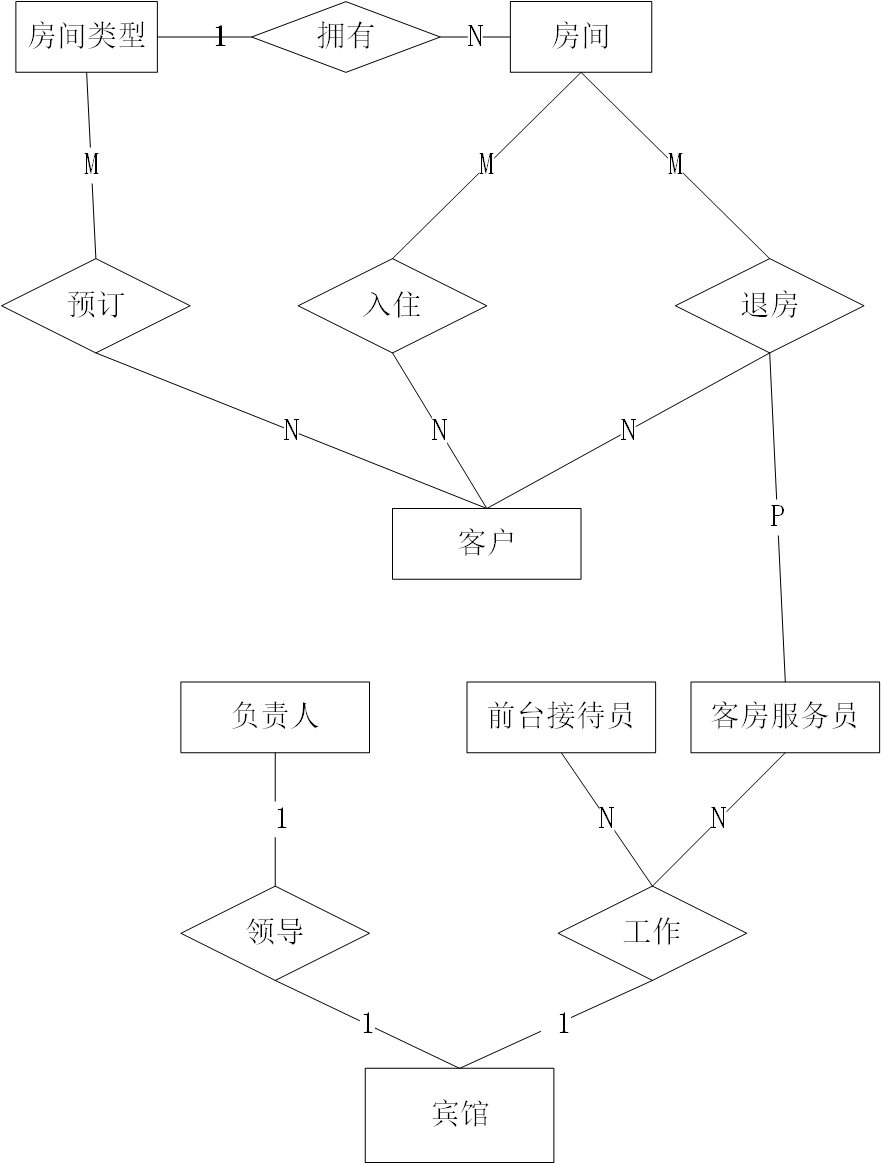 房间类型 1 拥有 N 房间
M M M
预订 入住 退房
N N N
P
客户
负责人 前台接待员 客房服务员
1 N N
领导 工作
1 1
宾馆